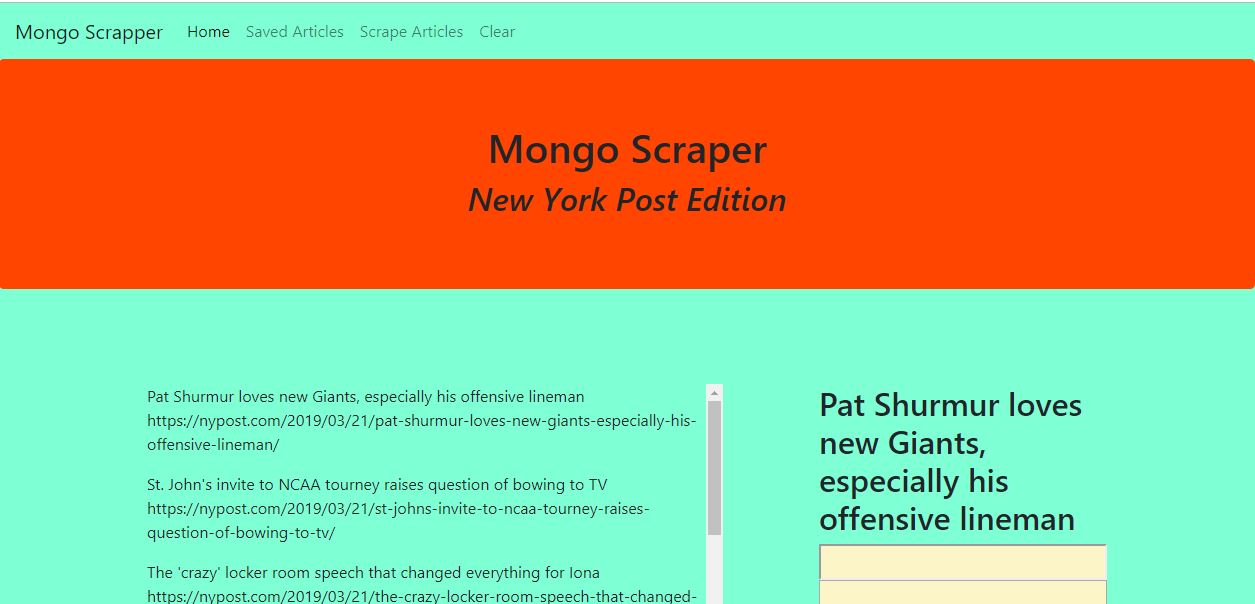 Mongo Scrapper Home Saved Articles Scrape Articles Clear
Mongo Scraper
New York Post Edition
Pat Shurmur loves new Giants, especially his offensive lineman
https://nypost.com/2019/03/21/pat-shurmur-loves-new-giants-especially-his-
offensive-lineman/
St. John's invite to NCAA tourney raises question of bowing to TV
https://nypost.com/2019/03/21/st-johns-invite-to-ncaa-tourney-raises-
question-of-bowing-to-tv/
The 'crazy' locker room speech that changed everything for Iona
https://nypost.com/2019/03/21/the-crazy-locker-room-speech-that-changed-
Pat Shurmur loves
new Giants,
especially his
offensive lineman